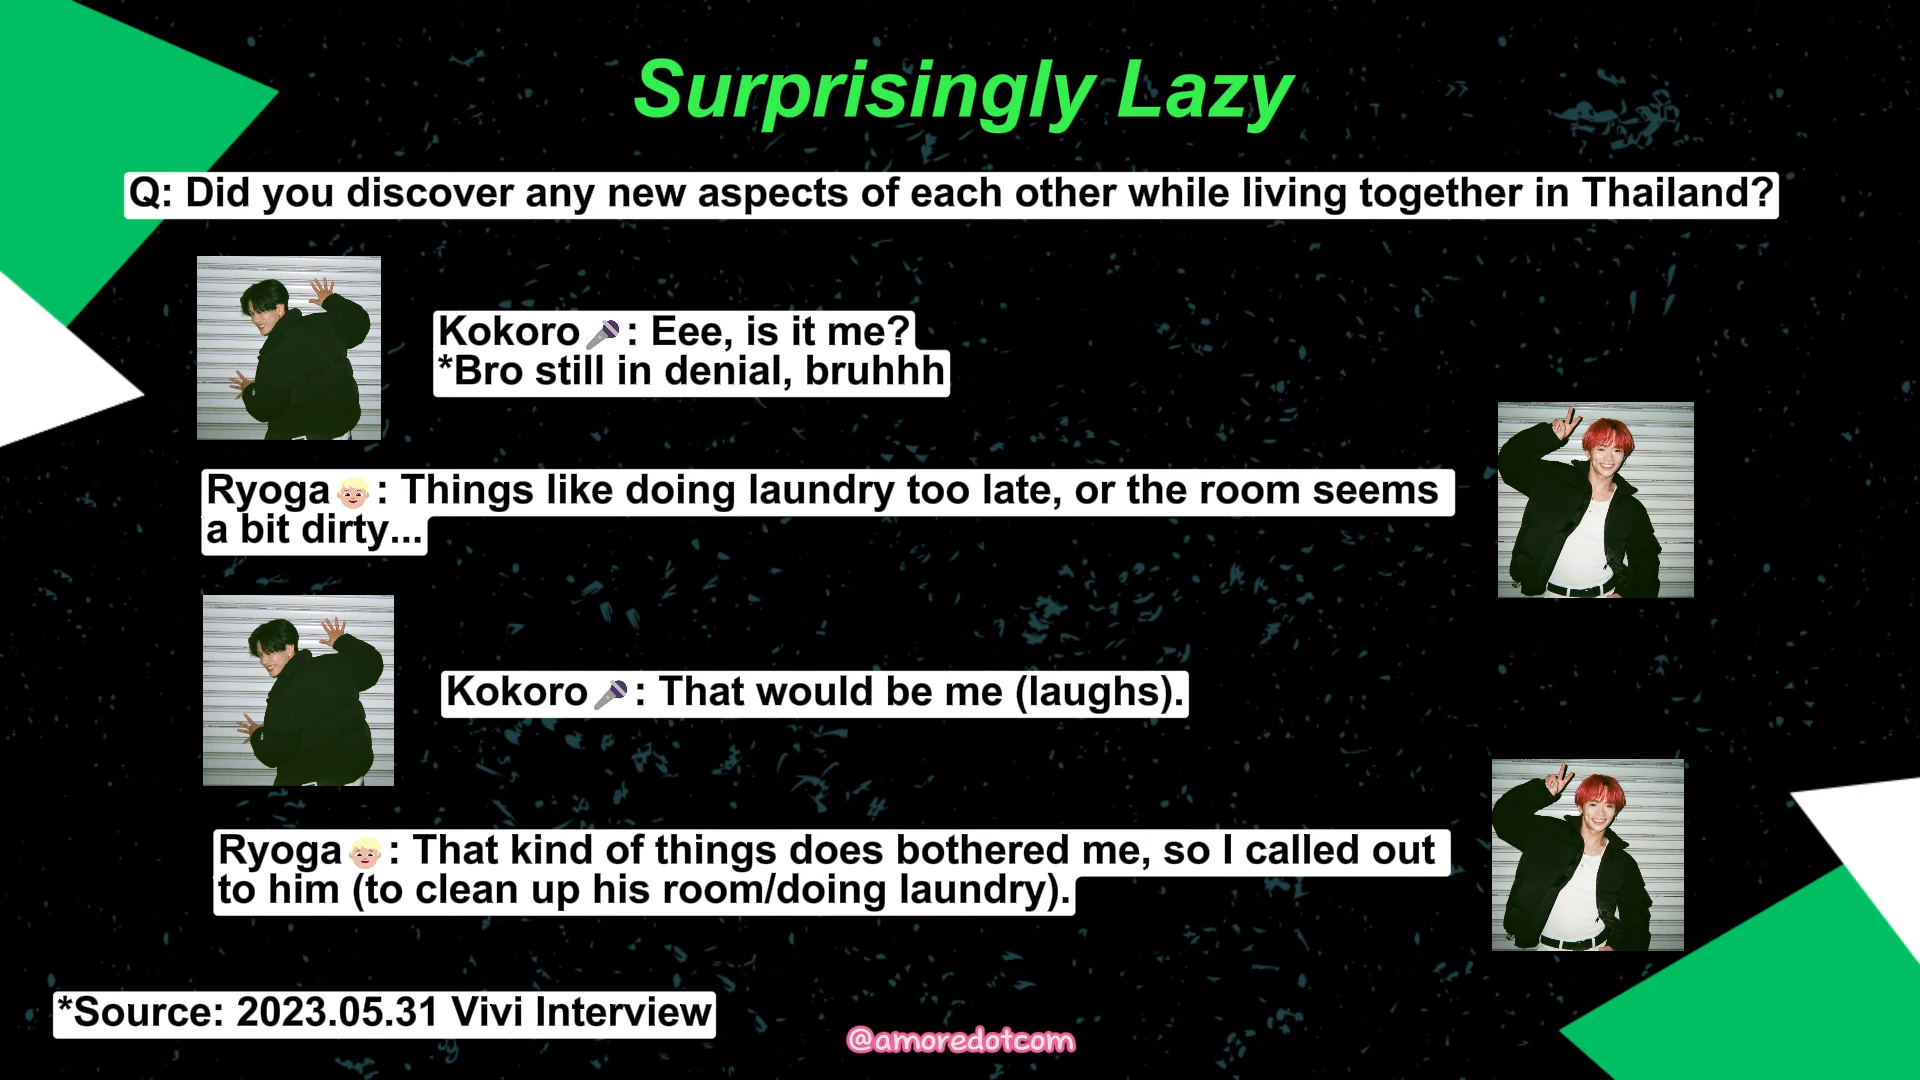 Surprisingly Lazy
Q: Did you discover any new aspects of each other while living together in Thailand?
Kokoro🎤: Eee, is it me?
*Bro still in denial, bruhhh
Ryoga👦🏼: Things like doing laundry too late, or the room seems
a bit dirty...
Kokoro🎤: That would be me (laughs).
Ryoga👦🏼: That kind of things does bothered me, so I called out
to him (to clean up his room/doing laundry).
*Source: 2023.05.31 Vivi Interview
@amoredotcom